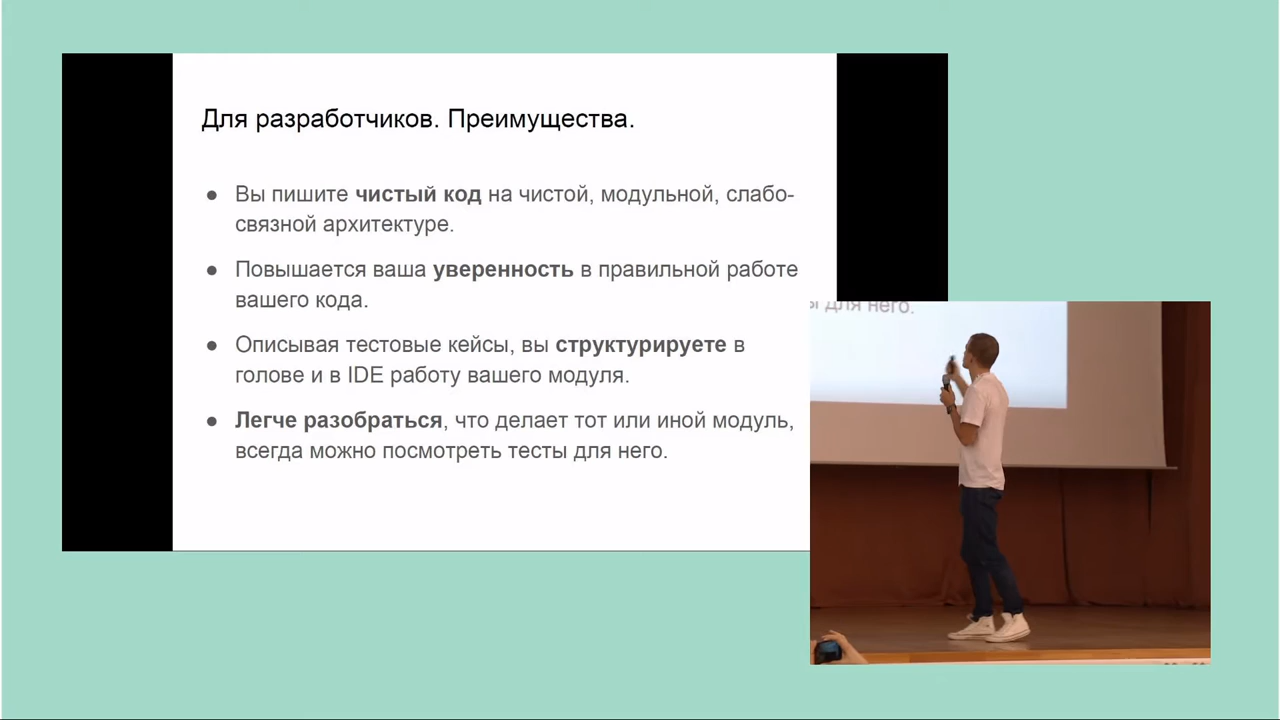 Для разработчиков. Преимущества.
● Вы пишите чистый код на чистой, модульной, слабо-
связной архитектуре.
● Повышается ваша уверенность в правильной работе
вашего кода.
● Описывая тестовые кейсы, вы структурируете в
голове и в IDE работу вашего модуля.
● Легче разобраться, что делает тот или иной модуль,
всегда можно посмотреть тесты для него.
ы для него.